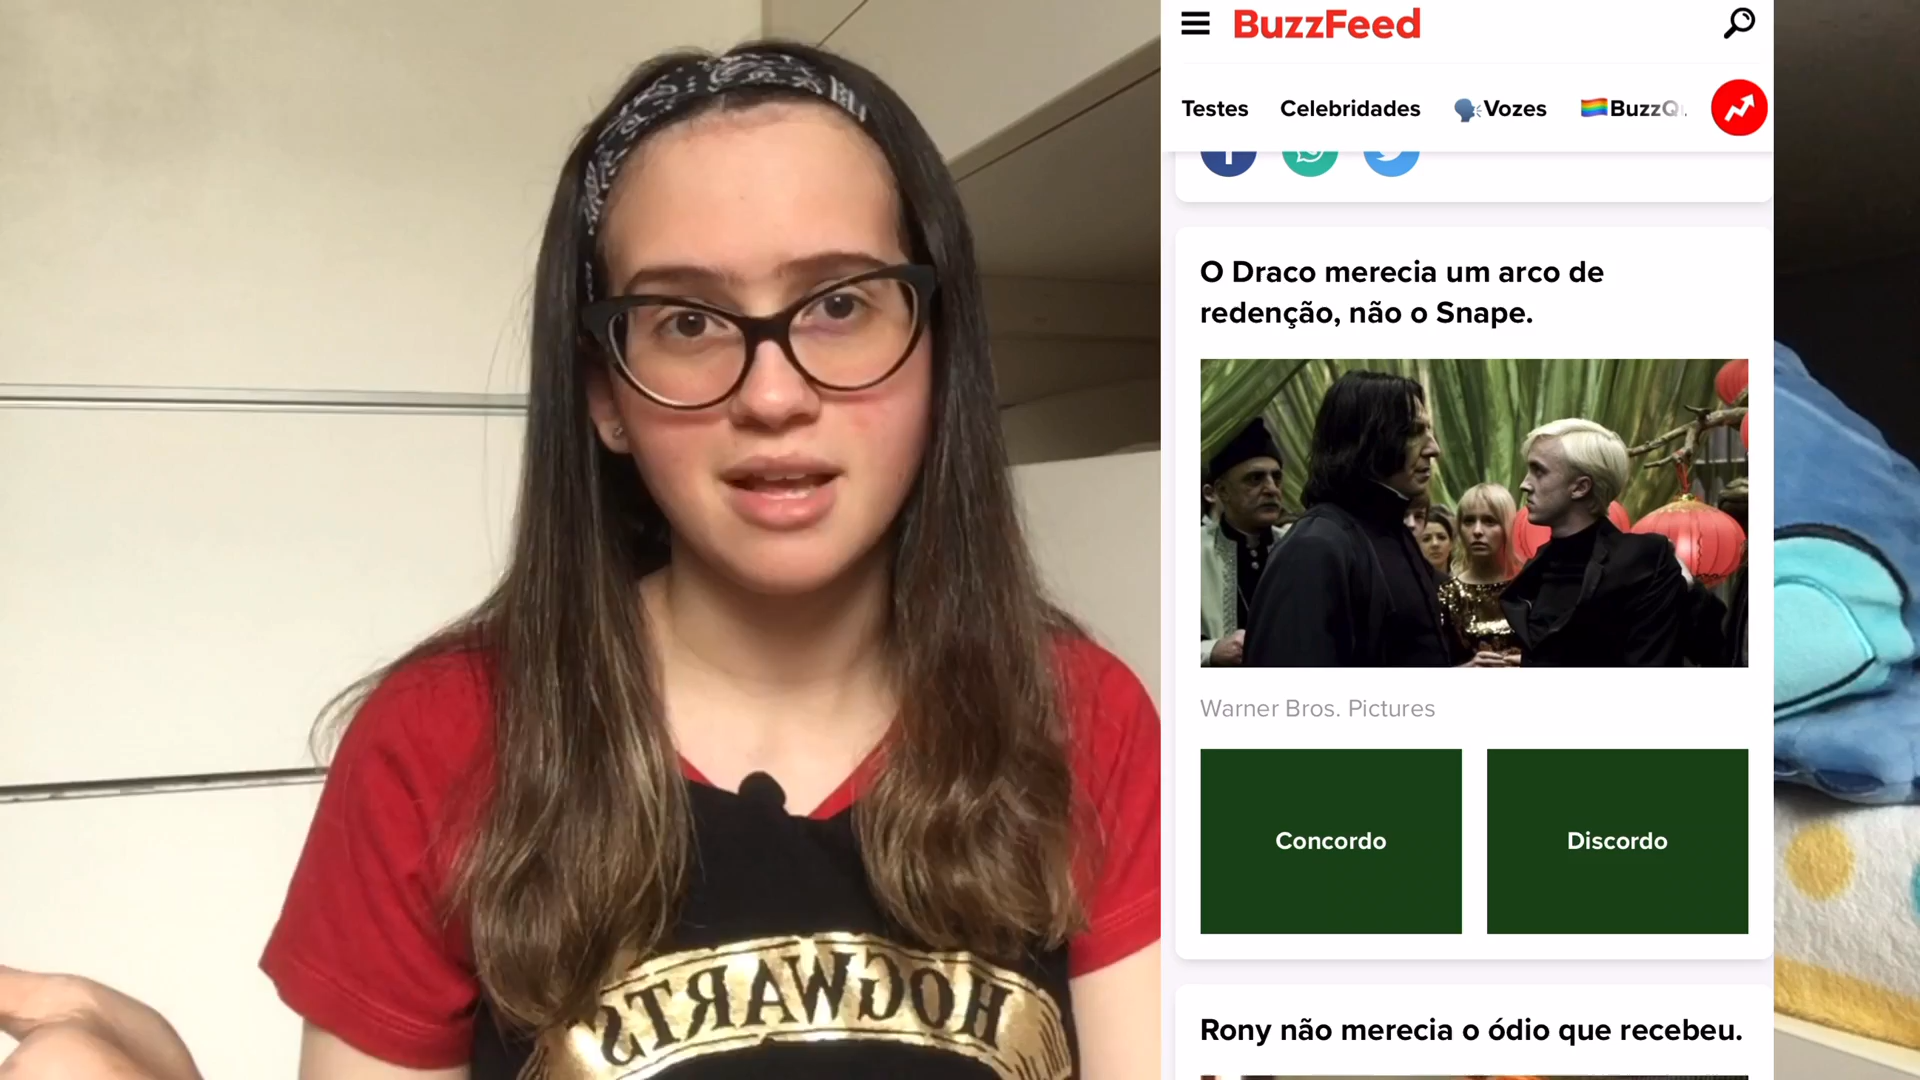 BuzzFeed
Testes Celebridades Vozes BuzzQ
O Draco merecia um arco de
redenção, não o Snape.
Warner Bros. Pictures
Concordo Discordo
Rony não merecia o ódio que recebeu.
HOGWARTS